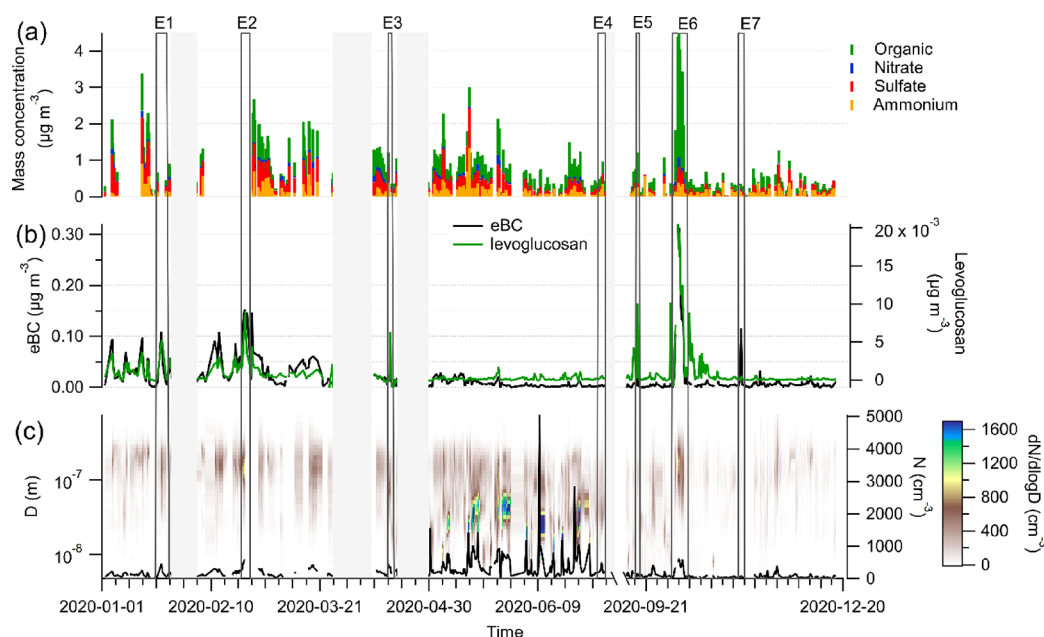 E1 E2 E3 E4 E5 E6 E7
(a)
Mass concentration
(µg m⁻³)
4
3
2
1
0
Organic
Nitrate
Sulfate
Ammonium
(b)
eBC (µg m⁻³)
0.30
0.20
0.10
0.00
eBC
levoglucosan
20 x 10⁻³
15
10
5
0
Levoglucosan
(µg m⁻³)
(c)
D (m)
10⁻⁷
10⁻⁸
5000
4000
3000
2000
1000
0
N (cm⁻³)
1600
1200
800
400
0
dN/dlogD (cm⁻³)
2020-01-01 2020-02-10 2020-03-21 2020-04-30 2020-06-09 2020-09-21 2020-12-20
Time